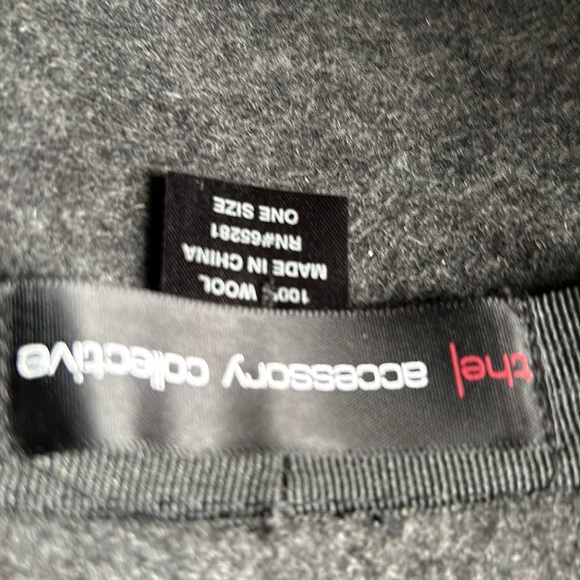 the| accessory collective
100% WOOL
MADE IN CHINA
RN#65281
ONE SIZE